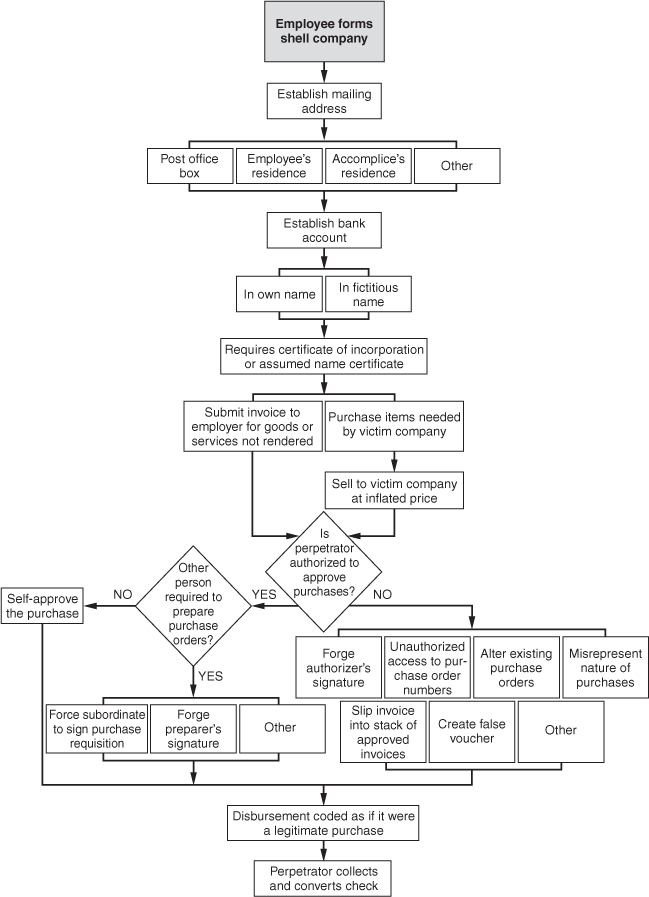 Employee forms
shell company
Establish mailing
address
Post office
box
Employee's
residence
Accomplice's
residence
Other
Establish bank
account
In own name
In fictitious
name
Requires certificate of incorporation
or assumed name certificate
Submit invoice to
employer for goods or
services not rendered
Purchase items needed
by victim company
Sell to victim company
at inflated price
Is
perpetrator
authorized to
approve
purchases?
YES
NO
Other
person
required to
prepare
purchase
orders?
NO
Self-approve
the purchase
YES
Forge
authorizer's
signature
Unauthorized
access to pur-
chase order
numbers
Alter existing
purchase
orders
Misrepresent
nature of
purchases
Force subordinate
to sign purchase
requisition
Forge
preparer's
signature
Other
Slip invoice
into stack of
approved
invoices
Create false
voucher
Other
Disbursement coded as if it were
a legitimate purchase
Perpetrator collects
and converts check